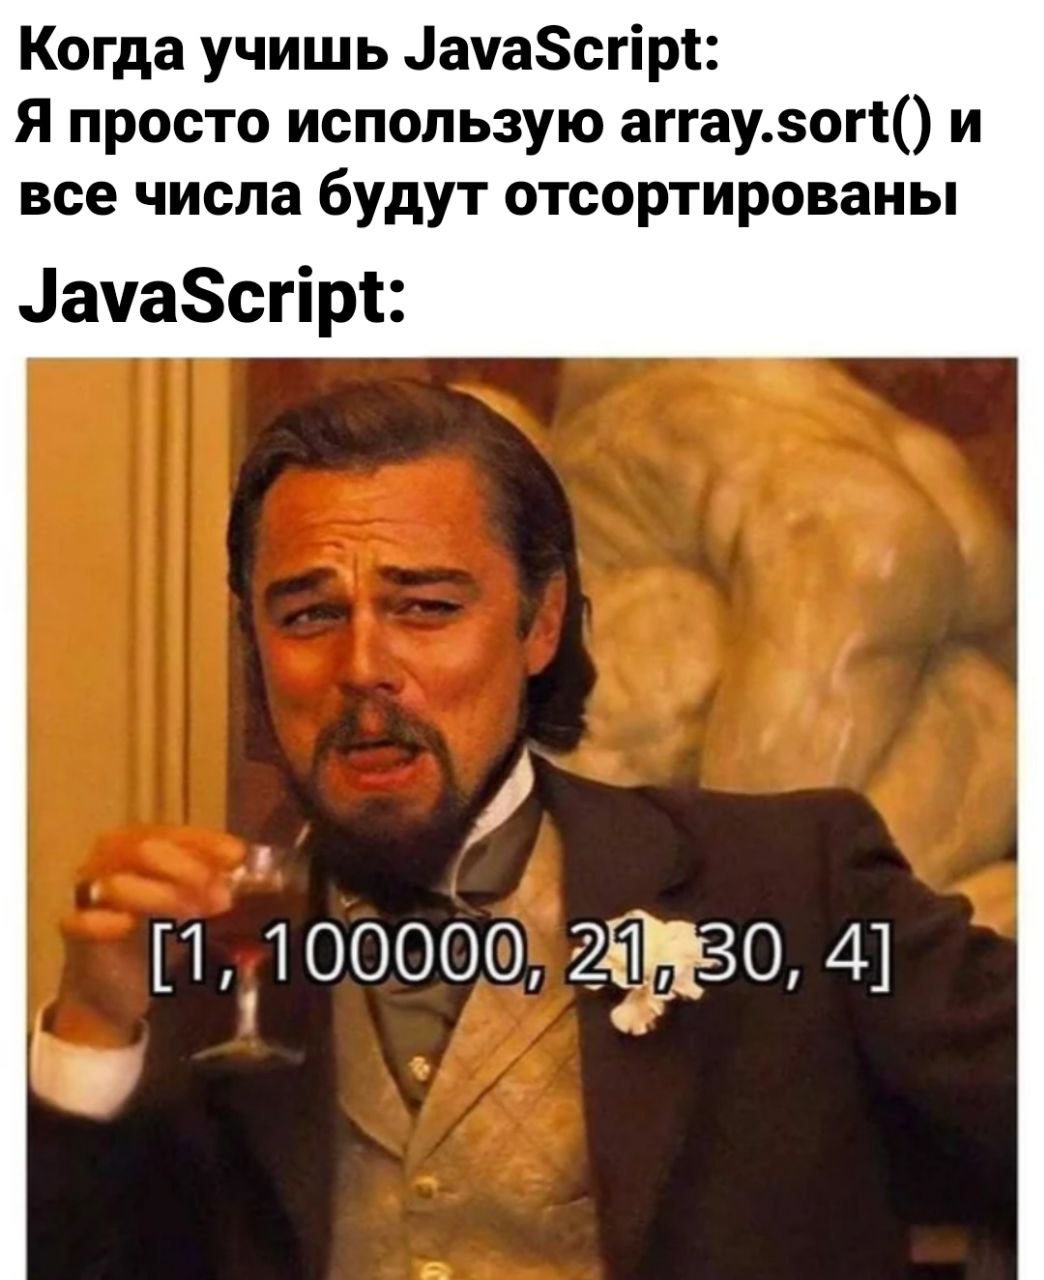 Когда учишь JavaScript:
Я просто использую array.sort() и
все числа будут отсортированы
JavaScript:
[1, 100000, 21, 30, 4]